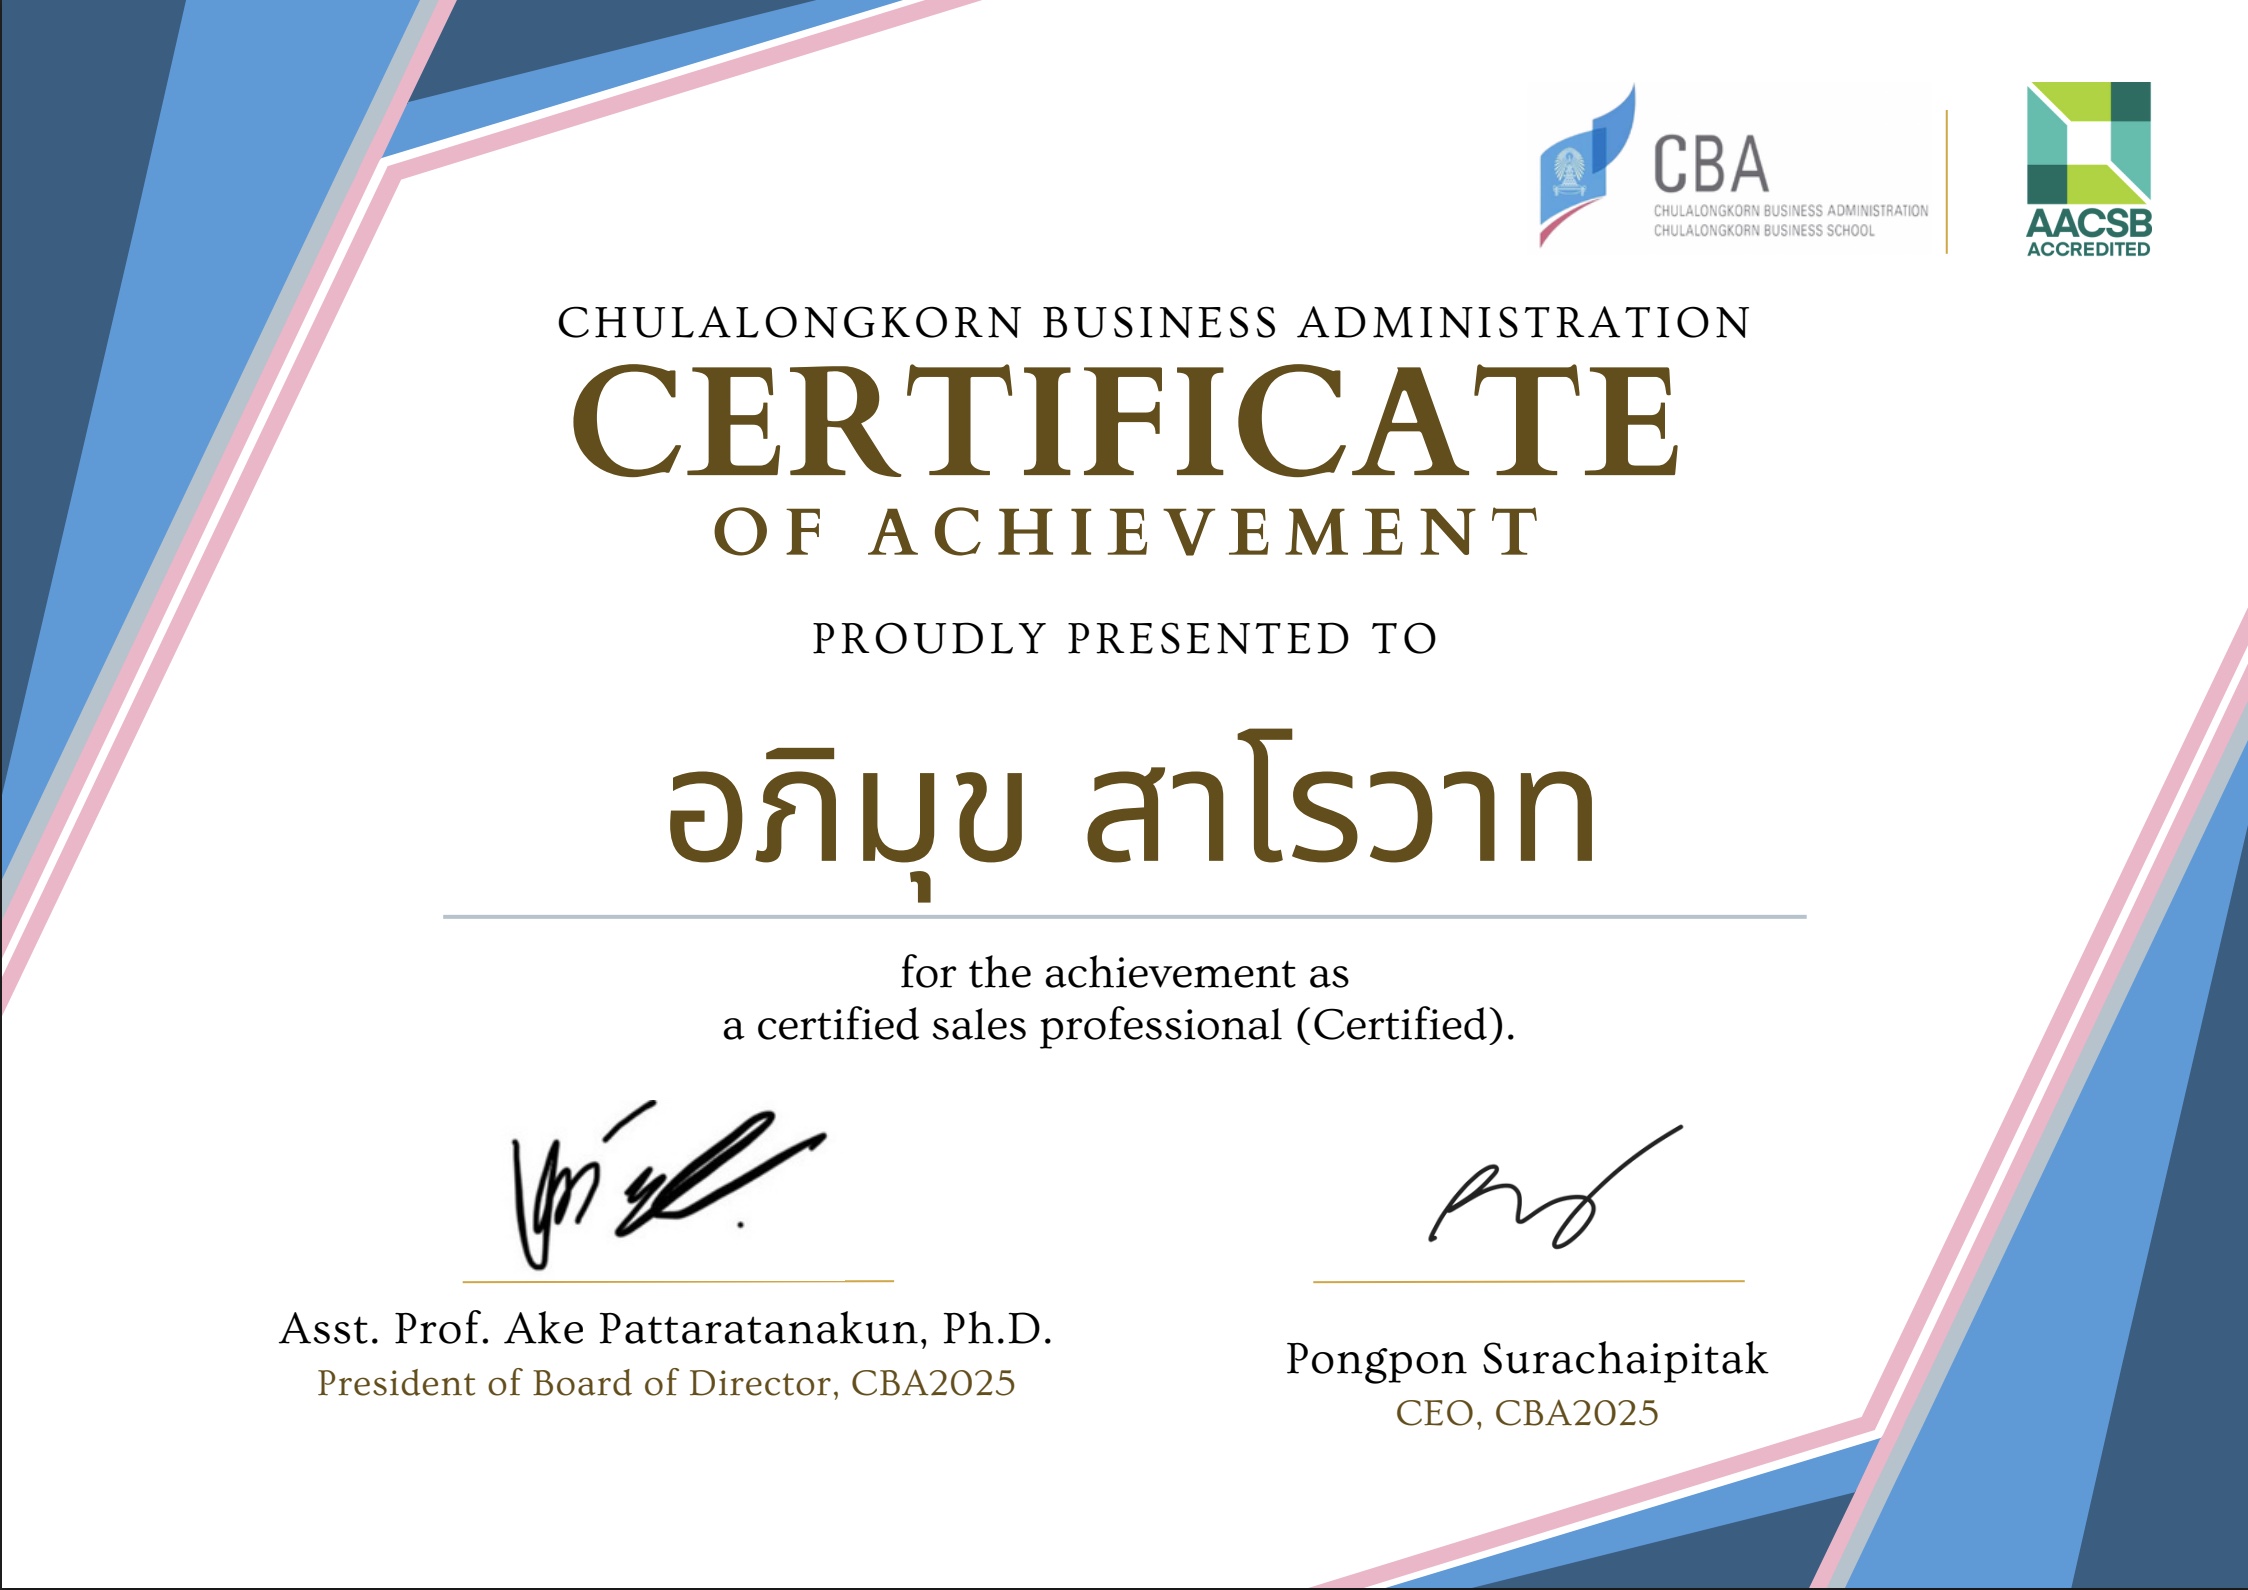 CBA
CHULALONGKORN BUSINESS ADMINISTRATION
CHULALONGKORN BUSINESS SCHOOL
AACSB
ACCREDITED
CHULALONGKORN BUSINESS ADMINISTRATION
CERTIFICATE
OF ACHIEVEMENT
PROUDLY PRESENTED TO
อภิมุข สาโรวาท
for the achievement as
a certified sales professional (Certified).
Asst. Prof. Ake Pattaratanakun, Ph.D.
President of Board of Director, CBA2025
Pongpon Surachaipitak
CEO, CBA2025